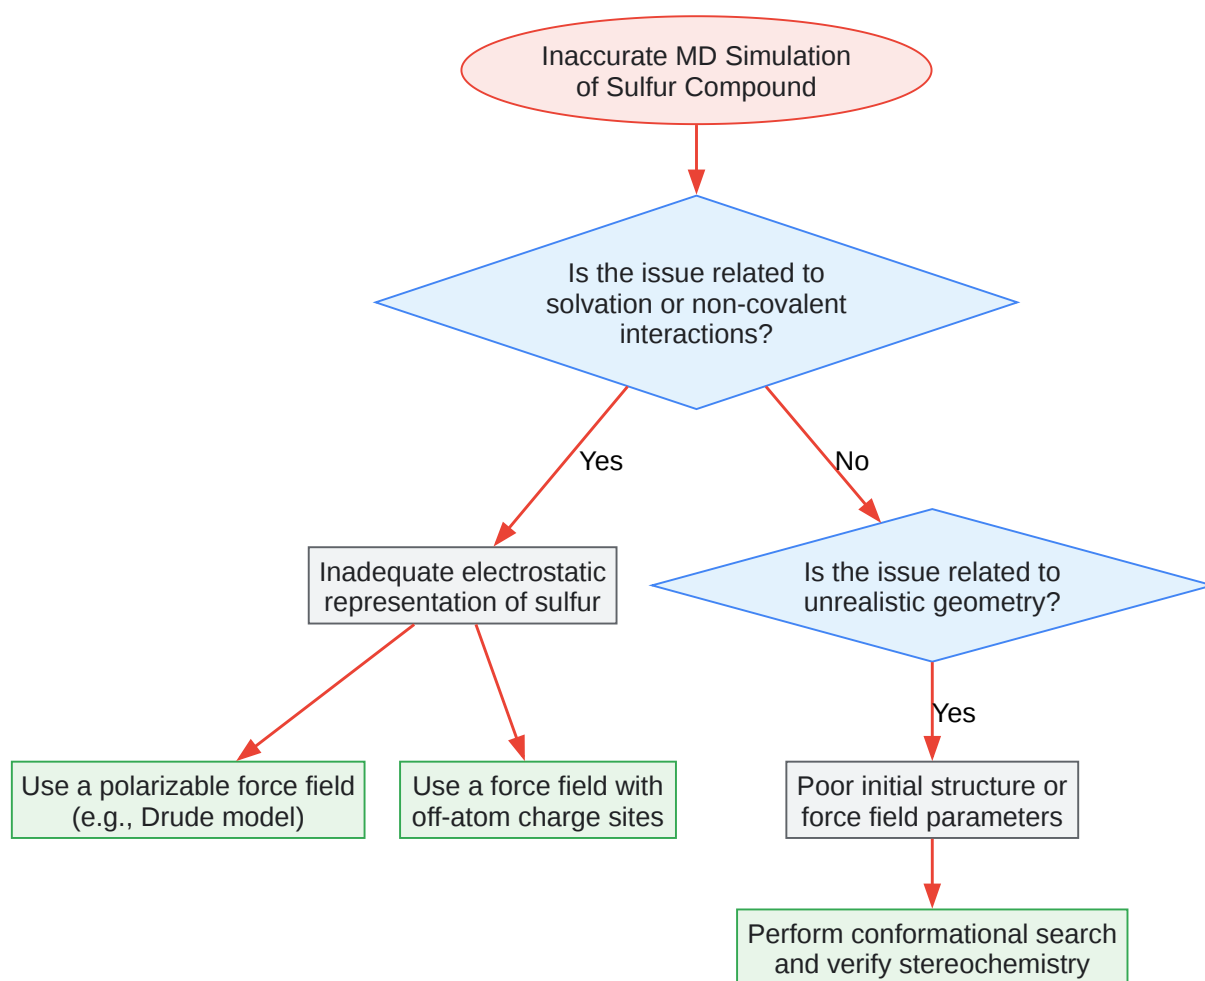 Inaccurate MD Simulation
of Sulfur Compound
Is the issue related to
solvation or non-covalent
interactions?
Yes
No
Inadequate electrostatic
representation of sulfur
Is the issue related to
unrealistic geometry?
Yes
Use a polarizable force field
(e.g., Drude model)
Use a force field with
off-atom charge sites
Poor initial structure or
force field parameters
Perform conformational search
and verify stereochemistry